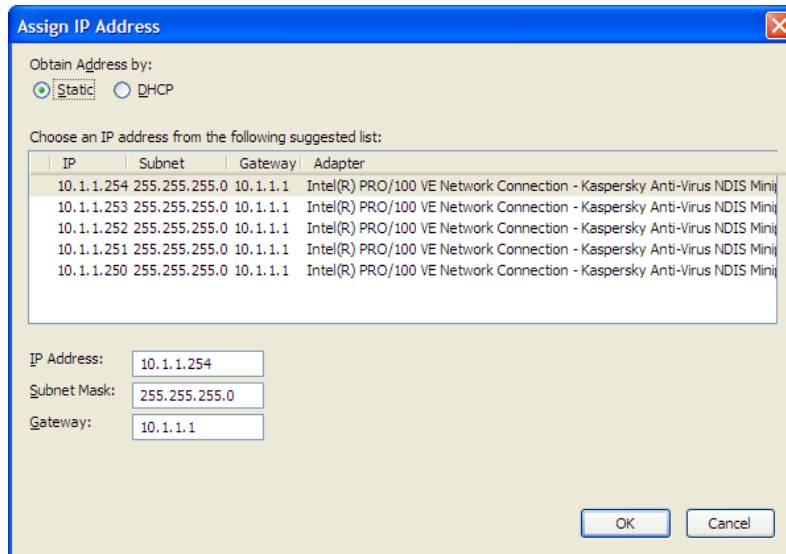 Assign IP Address
Obtain Address by:
Static DHCP
Choose an IP address from the following suggested list:
IP Subnet Gateway Adapter
10.1.1.254 255.255.255.0 10.1.1.1 Intel(R) PRO/100 VE Network Connection - Kaspersky Anti-Virus NDIS
10.1.1.253 255.255.255.0 10.1.1.1 Intel(R) PRO/100 VE Network Connection - Kaspersky Anti-Virus NDIS
10.1.1.252 255.255.255.0 10.1.1.1 Intel(R) PRO/100 VE Network Connection - Kaspersky Anti-Virus NDIS
10.1.1.251 255.255.255.0 10.1.1.1 Intel(R) PRO/100 VE Network Connection - Kaspersky Anti-Virus NDIS
10.1.1.250 255.255.255.0 10.1.1.1 Intel(R) PRO/100 VE Network Connection - Kaspersky Anti-Virus NDIS
IP Address: 10.1.1.254
Subnet Mask: 255.255.255.0
Gateway: 10.1.1.1
OK Cancel